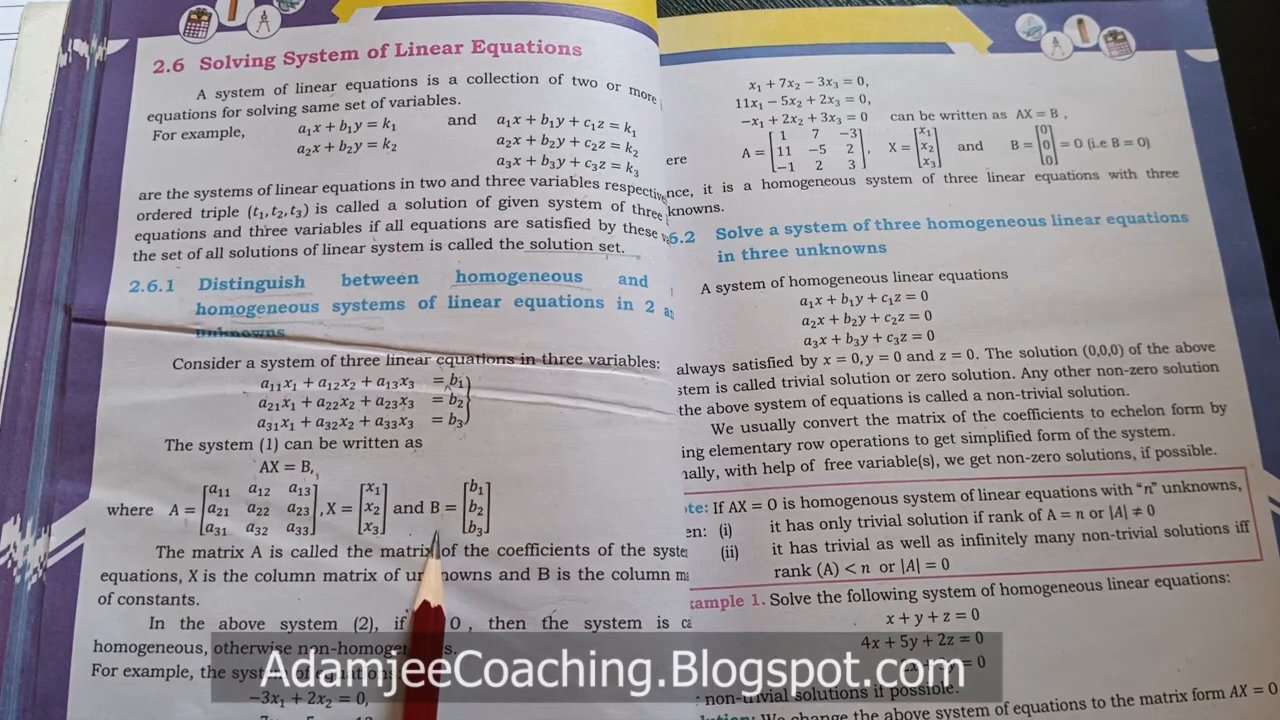 2.6 Solving System of Linear Equations
A system of linear equations is a collection of two or more
equations for solving same set of variables.
For example, a₁x + b₁y = k₁ and a₁x + b₁y + c₁z = k₁
a₂x + b₂y = k₂ a₂x + b₂y + c₂z = k₂
a₃x + b₃y + c₃z = k₃
are the systems of linear equations in two and three variables respective
ordered triple (t₁, t₂, t₃) is called a solution of given system of three
equations and three variables if all equations are satisfied by these
the set of all solutions of linear system is called the solution set.
2.6.1 Distinguish between homogeneous and
homogeneous systems of linear equations in 2 a
unknowns
Consider a system of three linear equations in three variables:
a₁₁x₁ + a₁₂x₂ + a₁₃x₃ = b₁
a₂₁x₁ + a₂₂x₂ + a₂₃x₃ = b₂
a₃₁x₁ + a₃₂x₂ + a₃₃x₃ = b₃
The system (1) can be written as
AX = B,
where A = [a₁₁ a₁₂ a₁₃; a₂₁ a₂₂ a₂₃; a₃₁ a₃₂ a₃₃], X = [x₁; x₂; x₃] and B = [b₁; b₂; b₃]
The matrix A is called the matrix of the coefficients of the syste
equations, X is the column matrix of un nowns and B is the column m
of constants.
In the above system (2), if 0, then the system is ca
homogeneous, otherwise non-homogen s.
For example, the syst
−3x₁ + 2x₂ = 0,
x₁ + 7x₂ − 3x₃ = 0,
11x₁ − 5x₂ + 2x₃ = 0,
−x₁ + 2x₂ + 3x₃ = 0 can be written as AX = B,
ere A = [1 7 −3; 11 −5 2; −1 2 3], X = [x₁; x₂; x₃] and B = [0; 0; 0] = O (i.e B = 0)
nce, it is a homogeneous system of three linear equations with three
knowns.
6.2 Solve a system of three homogeneous linear equations
in three unknowns
A system of homogeneous linear equations
a₁x + b₁y + c₁z = 0
a₂x + b₂y + c₂z = 0
a₃x + b₃y + c₃z = 0
always satisfied by x = 0, y = 0 and z = 0. The solution (0,0,0) of the above
stem is called trivial solution or zero solution. Any other non-zero solution
the above system of equations is called a non-trivial solution.
We usually convert the matrix of the coefficients to echelon form by
ing elementary row operations to get simplified form of the system.
nally, with help of free variable(s), we get non-zero solutions, if possible.
te: If AX = 0 is homogenous system of linear equations with “n” unknowns,
en: (i) it has only trivial solution if rank of A = n or |A| ≠ 0
(ii) it has trivial as well as infinitely many non-trivial solutions iff
rank (A) < n or |A| = 0
ample 1. Solve the following system of homogeneous linear equations:
x + y + z = 0
4x + 5y + 2z = 0
= 0
non-trivial solutions if possible.
We change the above system of equations to the matrix form AX = 0
AdamjeeCoaching.Blogspot.com